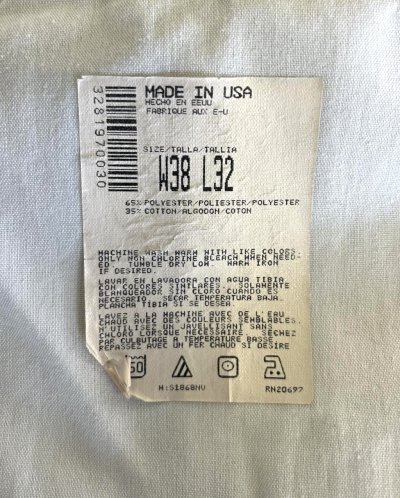 3281970030
MADE IN USA
HECHO EN EEUU
FABRIQUE AUX E-U
SIZE/TALLA/TALLIA
W38 L32
65% POLYESTER/POLIESTER/POLYESTER
35% COTTON/ALGODON/COTON
MACHINE WASH WARM WITH LIKE COLORS.
ONLY NON CHLORINE BLEACH WHEN NEED-
ED. TUMBLE DRY LOW. WARM IRON
IF DESIRED.
LAVAR EN LAVADORA CON AGUA TIBIA
CON COLORES SIMILARES. SOLAMENTE
BLANQUEADOR SIN CLORO CUANDO ES
NECESARIO. SECAR TEMPERATURA BAJA.
PLANCHA TIBIA SI SE DESEA.
LAVEZ A LA MACHINE AVEC DE L'EAU
CHAUD AVEC DES COULEURS SEMBLABLES.
N'UTILISEZ UN JAVELLISANT SANS
CHLORO LORSQUE NECESSAIRE. SECHEZ
PAR CULBUTAGE A TEMPERATURE BASSE.
REPASSEZ AVEC UN FER CHAUD SI DESIRE
50
H:51868NV
RN20697